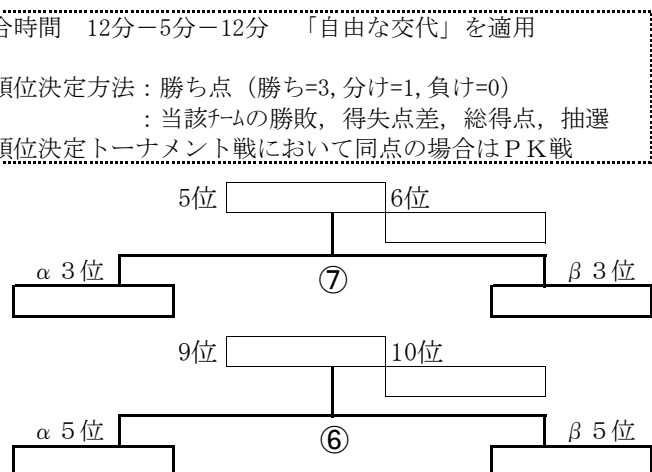 合時間　12分－5分－12分　「自由な交代」を適用
順位決定方法：勝ち点（勝ち=3,分け=1,負け=0）
：当該ﾁｰﾑの勝敗，得失点差，総得点，抽選
順位決定トーナメント戦において同点の場合はＰＫ戦
5位 6位
α３位 ⑦ β３位
9位 10位
α５位 ⑥ β５位